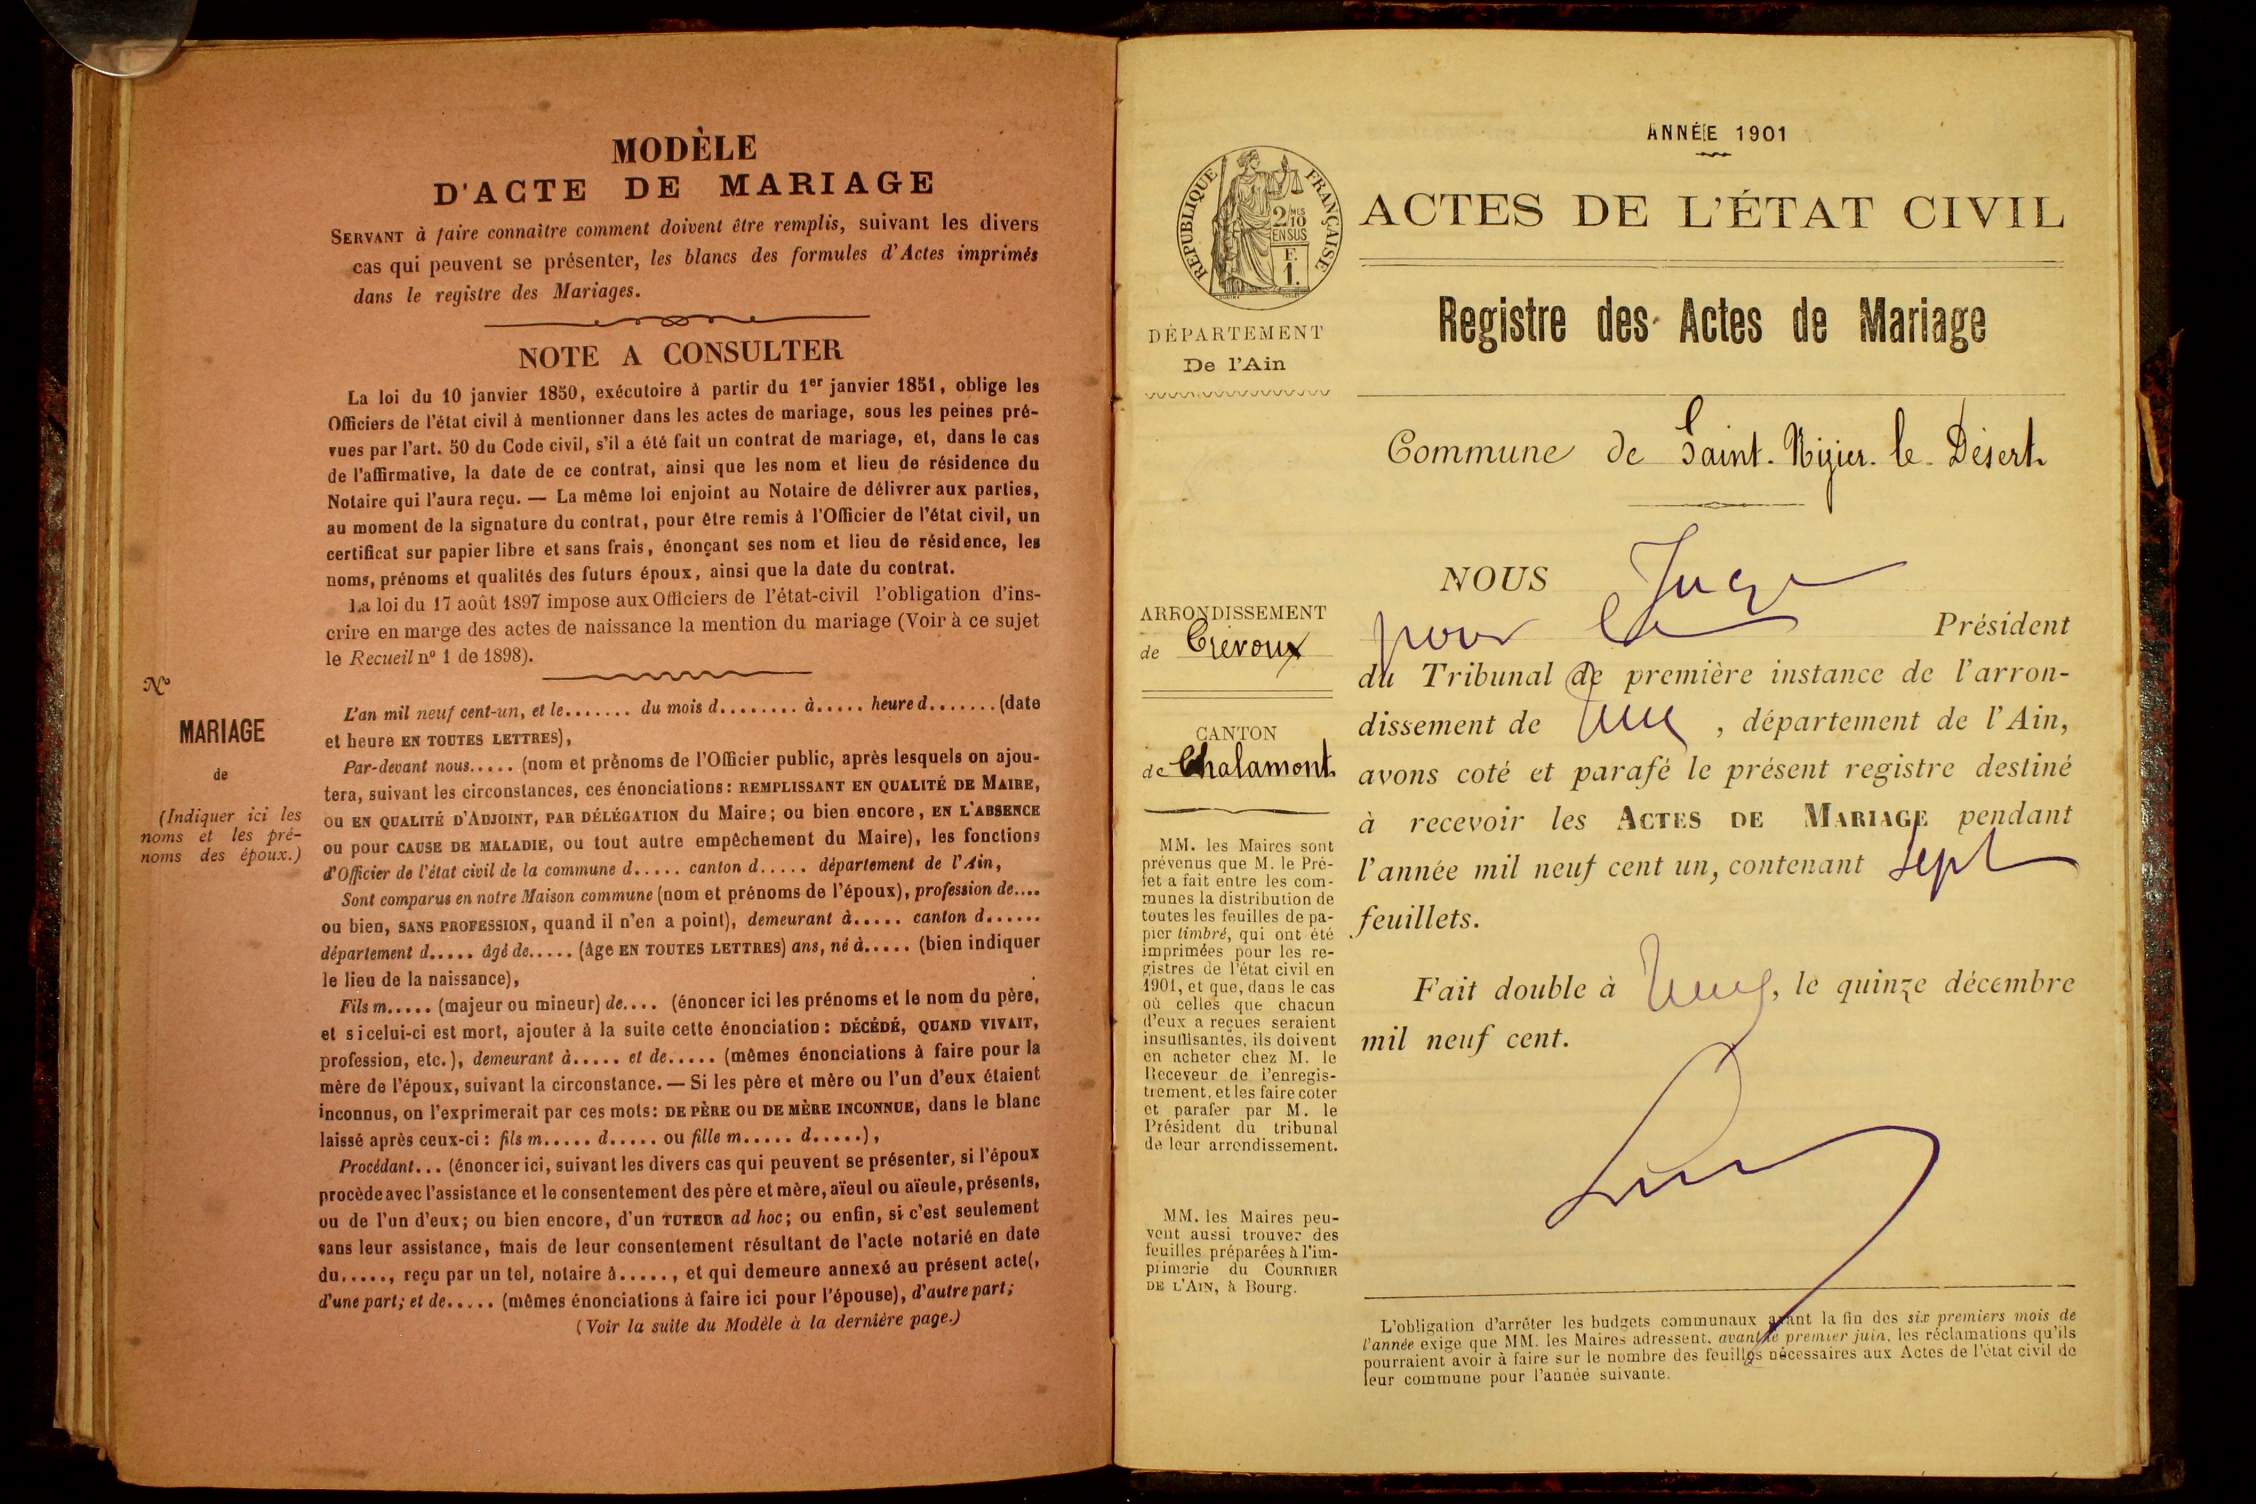 MODÈLE
D'ACTE DE MARIAGE
SERVANT à faire connaître comment doivent être remplis, suivant les divers
cas qui peuvent se présenter, les blancs des formules d'Actes imprimés
dans le registre des Mariages.
NOTE A CONSULTER
La loi du 10 janvier 1850, exécutoire à partir du 1er janvier 1851, oblige les
Officiers de l'état civil à mentionner dans les actes de mariage, sous les peines pré-
vues par l'art. 50 du Code civil, s'il a été fait un contrat de mariage, et, dans le cas
de l'affirmative, la date de ce contrat, ainsi que les nom et lieu de résidence du
Notaire qui l'aura reçu. — La même loi enjoint au Notaire de délivrer aux parties,
au moment de la signature du contrat, pour être remis à l'Officier de l'état civil, un
certificat sur papier libre et sans frais, énonçant ses nom et lieu de résidence, les
noms, prénoms et qualités des futurs époux, ainsi que la date du contrat.
La loi du 17 août 1897 impose aux Officiers de l'état-civil l'obligation d'ins-
crire en marge des actes de naissance la mention du mariage (Voir à ce sujet
le Recueil nº 1 de 1898).
Nº
MARIAGE
de
(Indiquer ici les
noms et les pré-
noms des époux.)
L'an mil neuf cent-un, et le....... du mois d........ à..... heure d....... (date
et heure EN TOUTES LETTRES),
Par-devant nous..... (nom et prénoms de l'Officier public, après lesquels on ajou-
tera, suivant les circonstances, ces énonciations: REMPLISSANT EN QUALITÉ DE MAIRE,
ou EN QUALITÉ D'ADJOINT, PAR DÉLÉGATION du Maire; ou bien encore, EN L'ABSENCE
ou pour CAUSE DE MALADIE, ou tout autre empêchement du Maire), les fonctions
d'Officier de l'état civil de la commune d..... canton d..... département de l'Ain,
Sont comparus en notre Maison commune (nom et prénoms de l'époux), profession de....
ou bien, SANS PROFESSION, quand il n'en a point), demeurant à..... canton d......
département d..... âgé de..... (âge EN TOUTES LETTRES) ans, né à..... (bien indiquer
le lieu de la naissance),
Fils m..... (majeur ou mineur) de.... (énoncer ici les prénoms et le nom du père,
et si celui-ci est mort, ajouter à la suite cette énonciation: DÉCÉDÉ, QUAND VIVAIT,
profession, etc.), demeurant à..... et de..... (mêmes énonciations à faire pour la
mère de l'époux, suivant la circonstance. — Si les père et mère ou l'un d'eux étaient
inconnus, on l'exprimerait par ces mots: DE PÈRE ou DE MÈRE INCONNUE, dans le blanc
laissé après ceux-ci: fils m..... d..... ou fille m..... d.....),
Procédant... (énoncer ici, suivant les divers cas qui peuvent se présenter, si l'époux
procède avec l'assistance et le consentement des père et mère, aïeul ou aïeule, présents,
ou de l'un d'eux; ou bien encore, d'un TUTEUR ad hoc; ou enfin, si c'est seulement
sans leur assistance, mais de leur consentement résultant de l'acte notarié en date
du....., reçu par un tel, notaire à....., et qui demeure annexé au présent acte(,
d'une part; et de..... (mêmes énonciations à faire ici pour l'épouse), d'autre part;
(Voir la suite du Modèle à la dernière page.)
ANNÉE 1901
RÉPUBLIQUE FRANÇAISE
2/10 MES
EN SUS
F.
1.
DÉPARTEMENT
De l'Ain
ACTES DE L'ÉTAT CIVIL
Registre des Actes de Mariage
Commune de Saint-Nizier-le-Désert
ARRONDISSEMENT
de Trévoux
CANTON
de Chalamont
MM. les Maires sont
prévenus que M. le Pré-
fet a fait entre les com-
munes la distribution de
toutes les feuilles de pa-
pier timbré, qui ont été
imprimées pour les re-
gistres de l'état civil en
1901, et que, dans le cas
où celles que chacun
d'eux a reçues seraient
insuffisantes, ils doivent
en acheter chez M. le
Receveur de l'enregis-
trement, et les faire coter
et parafer par M. le
Président du tribunal
de leur arrondissement.
MM. les Maires peu-
vent aussi trouver des
feuilles préparées à l'im-
primerie du COURRIER
DE L'AIN, à Bourg.
NOUS Juge
pour le Président
du Tribunal de première instance de l'arron-
dissement de , département de l'Ain,
avons coté et parafé le présent registre destiné
à recevoir les ACTES DE MARIAGE pendant
l'année mil neuf cent un, contenant sept
feuillets.
Fait double à , le quinze décembre
mil neuf cent.
L'obligation d'arrêter les budgets communaux avant la fin des six premiers mois de
l'année exige que MM. les Maires adressent, avant le premier juin, les réclamations qu'ils
pourraient avoir à faire sur le nombre des feuilles nécessaires aux Actes de l'état civil de
leur commune pour l'année suivante.